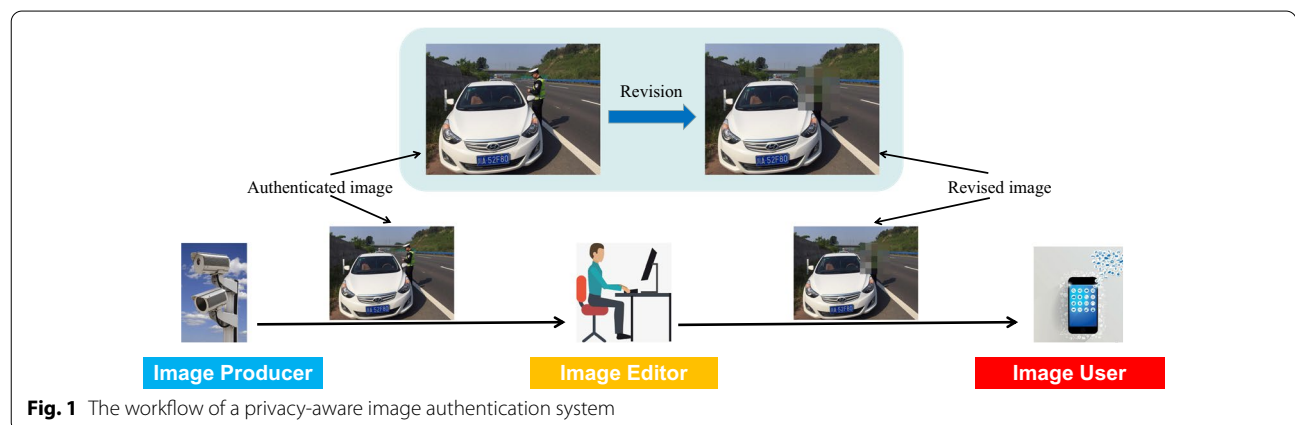 Revision
Authenticated image
Revised image
Image Producer
Image Editor
Image User
Fig. 1 The workflow of a privacy-aware image authentication system